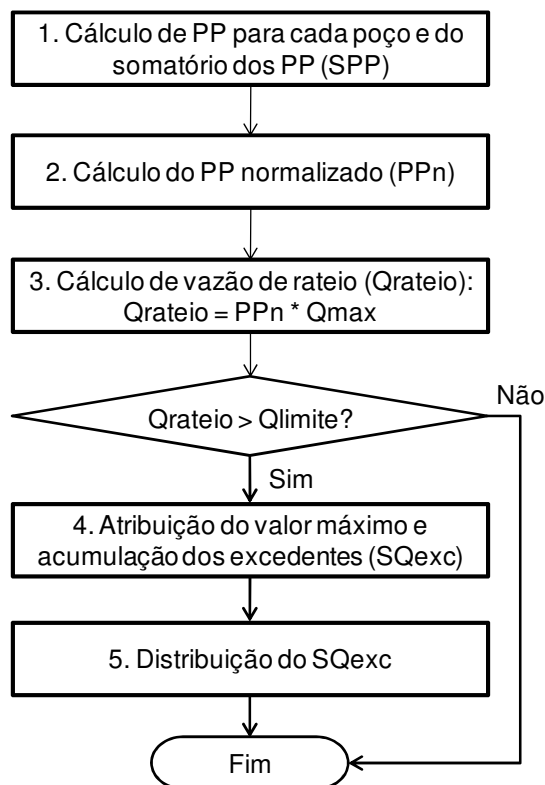 1. Cálculo de PP para cada poço e do
somatório dos PP (SPP)
2. Cálculo do PP normalizado (PPn)
3. Cálculo de vazão de rateio (Qrateio):
Qrateio = PPn * Qmax
Qrateio > Qlimite?
Não
Sim
4. Atribuição do valor máximo e
acumulação dos excedentes (SQexc)
5. Distribuição do SQexc
Fim